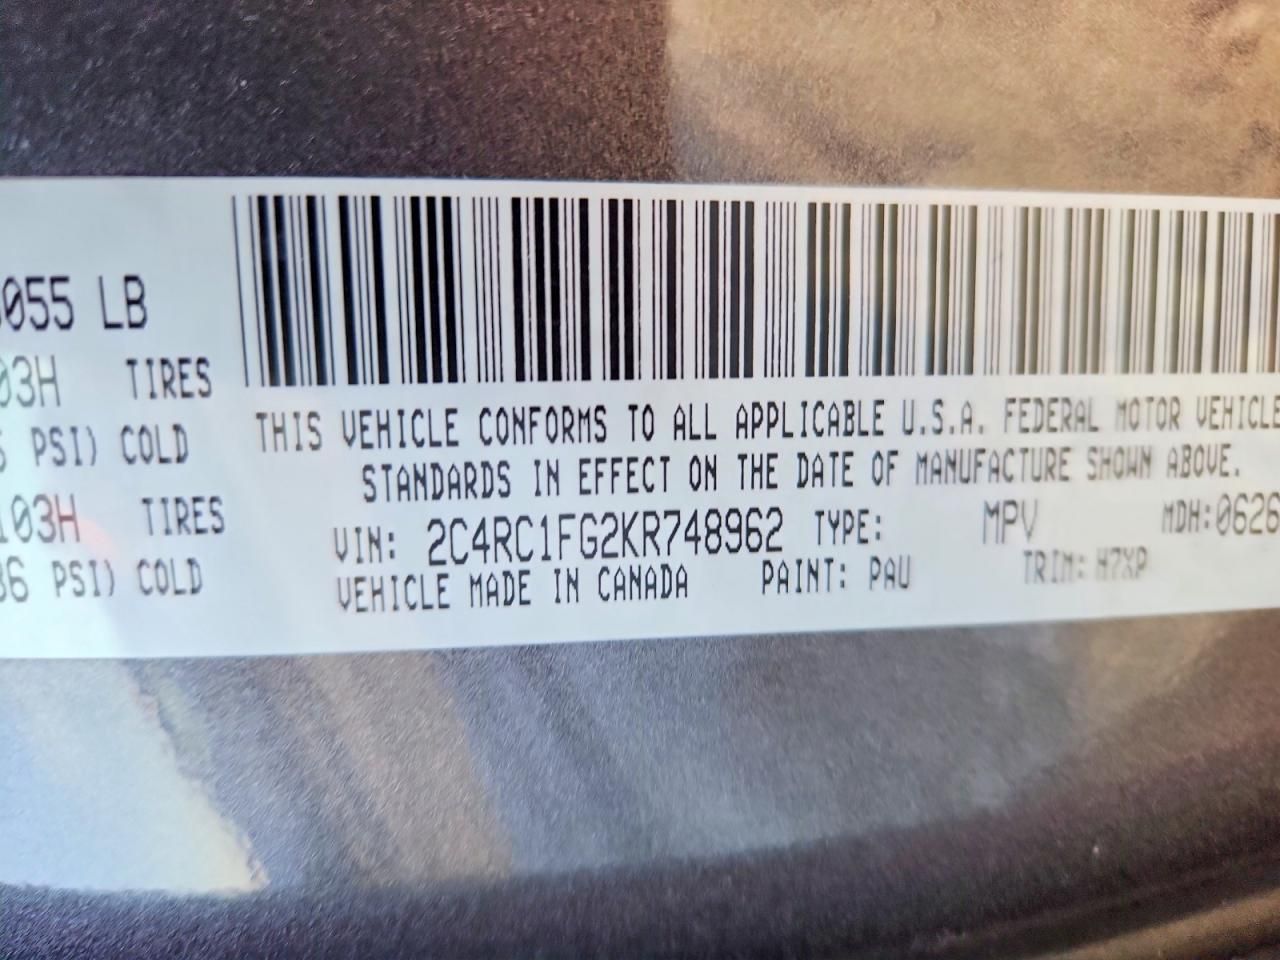 055 LB
03H TIRES
PSI) COLD
103H TIRES
36 PSI) COLD
THIS VEHICLE CONFORMS TO ALL APPLICABLE U.S.A. FEDERAL MOTOR VEHICLE
STANDARDS IN EFFECT ON THE DATE OF MANUFACTURE SHOWN ABOVE.
VIN: 2C4RC1FG2KR748962 TYPE: MPV MDH:0626
VEHICLE MADE IN CANADA PAINT: PAU TRIM: H7XP